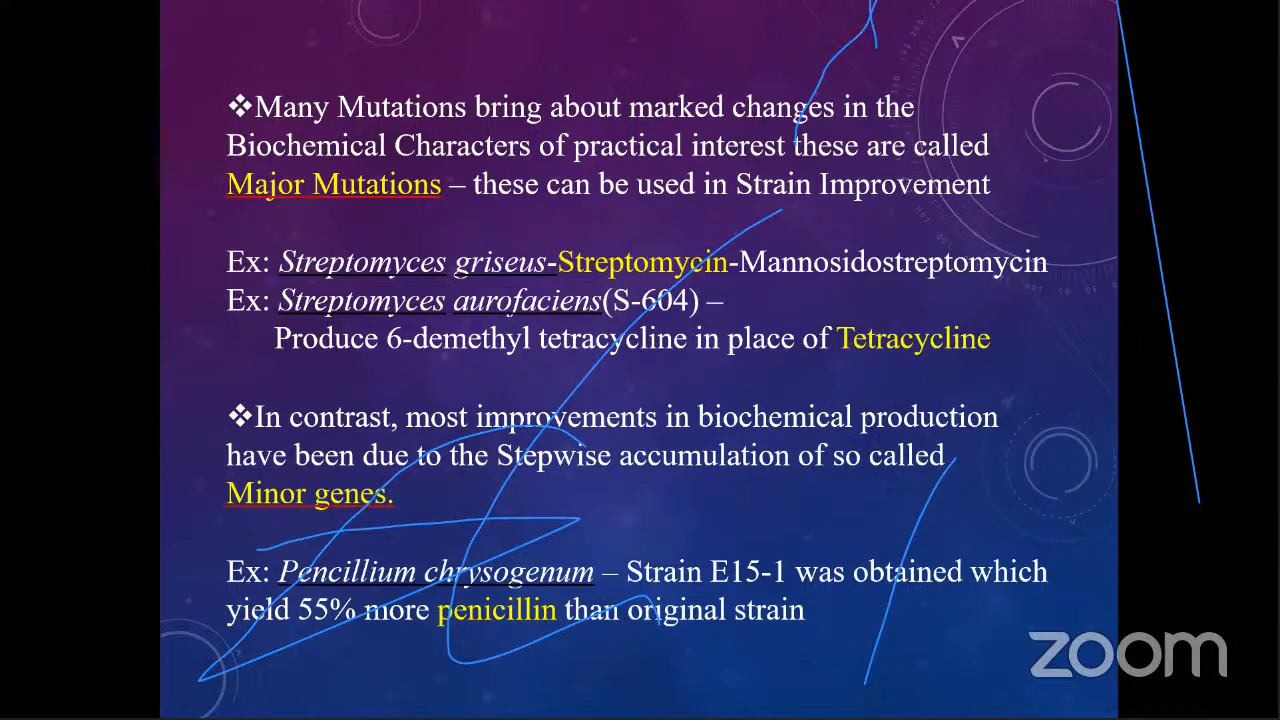 ❖Many Mutations bring about marked changes in the
Biochemical Characters of practical interest these are called
Major Mutations – these can be used in Strain Improvement
Ex: Streptomyces griseus-Streptomycin-Mannosidostreptomycin
Ex: Streptomyces aurofaciens(S-604) –
Produce 6-demethyl tetracycline in place of Tetracycline
❖In contrast, most improvements in biochemical production
have been due to the Stepwise accumulation of so called
Minor genes.
Ex: Pencillium chrysogenum – Strain E15-1 was obtained which
yield 55% more penicillin than original strain
zoom